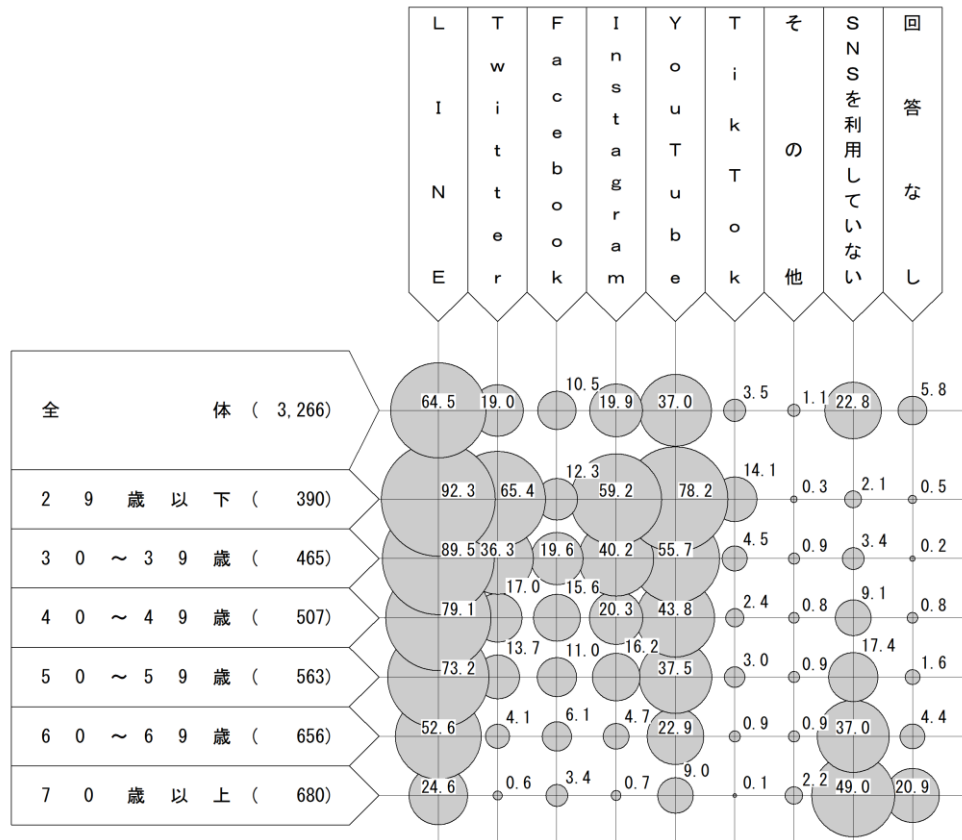 LINE
Twitter
Facebook
Instagram
YouTube
TikTok
その他
SNSを利用していない
回答なし
全体 ( 3,266) 64.5 19.0 10.5 19.9 37.0 3.5 1.1 22.8 5.8
29歳以下 ( 390) 92.3 65.4 12.3 59.2 78.2 14.1 0.3 2.1 0.5
30～39歳 ( 465) 89.5 36.3 19.6 40.2 55.7 4.5 0.9 3.4 0.2
40～49歳 ( 507) 79.1 17.0 15.6 20.3 43.8 2.4 0.8 9.1 0.8
50～59歳 ( 563) 73.2 13.7 11.0 16.2 37.5 3.0 0.9 17.4 1.6
60～69歳 ( 656) 52.6 4.1 6.1 4.7 22.9 0.9 0.9 37.0 4.4
70歳以上 ( 680) 24.6 0.6 3.4 0.7 9.0 0.1 2.2 49.0 20.9